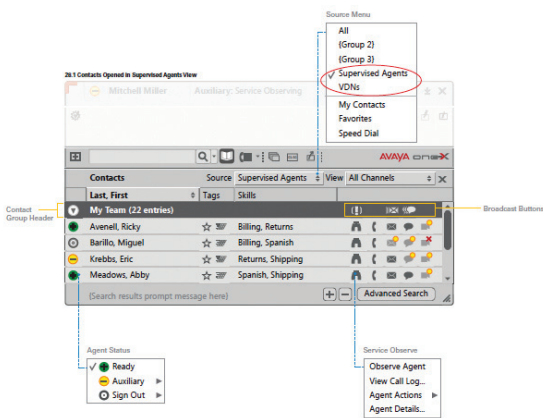 Source Menu
All
{Group 2}
{Group 3}
✓ Supervised Agents
VDNs
My Contacts
Favorites
Speed Dial
28.1 Contacts Opened in Supervised Agents View
Mitchell Miller Auxiliary: Service Observing
AVAYA one-X
Contacts Source Supervised Agents View All Channels
Last, First Tags Skills
Contact
Group Header
My Team (22 entries)
Broadcast Buttons
Avenell, Ricky Billing, Returns
Barillo, Miguel Billing, Spanish
Krebbs, Eric Returns, Shipping
Meadows, Abby Spanish, Shipping
(Search results prompt message here) Advanced Search
Agent Status
✓ Ready
Auxiliary
Sign Out
Service Observe
Observe Agent
View Call Log...
Agent Actions
Agent Details...